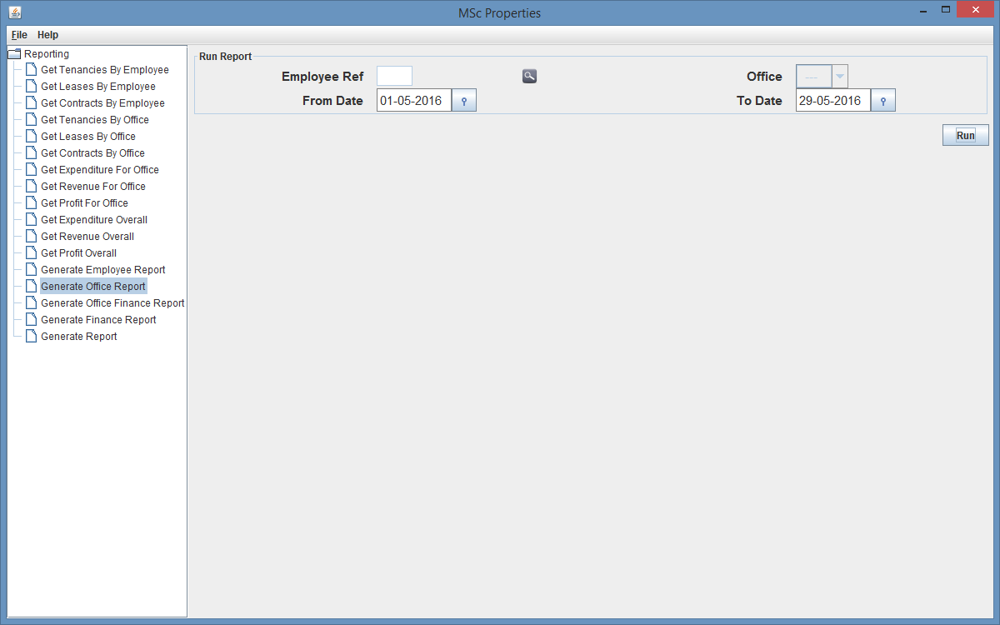 MSc Properties
File Help
Reporting
Get Tenancies By Employee
Get Leases By Employee
Get Contracts By Employee
Get Tenancies By Office
Get Leases By Office
Get Contracts By Office
Get Expenditure For Office
Get Revenue For Office
Get Profit For Office
Get Expenditure Overall
Get Revenue Overall
Get Profit Overall
Generate Employee Report
Generate Office Report
Generate Office Finance Report
Generate Finance Report
Generate Report
Run Report
Employee Ref Office ---
From Date 01-05-2016 To Date 29-05-2016
Run